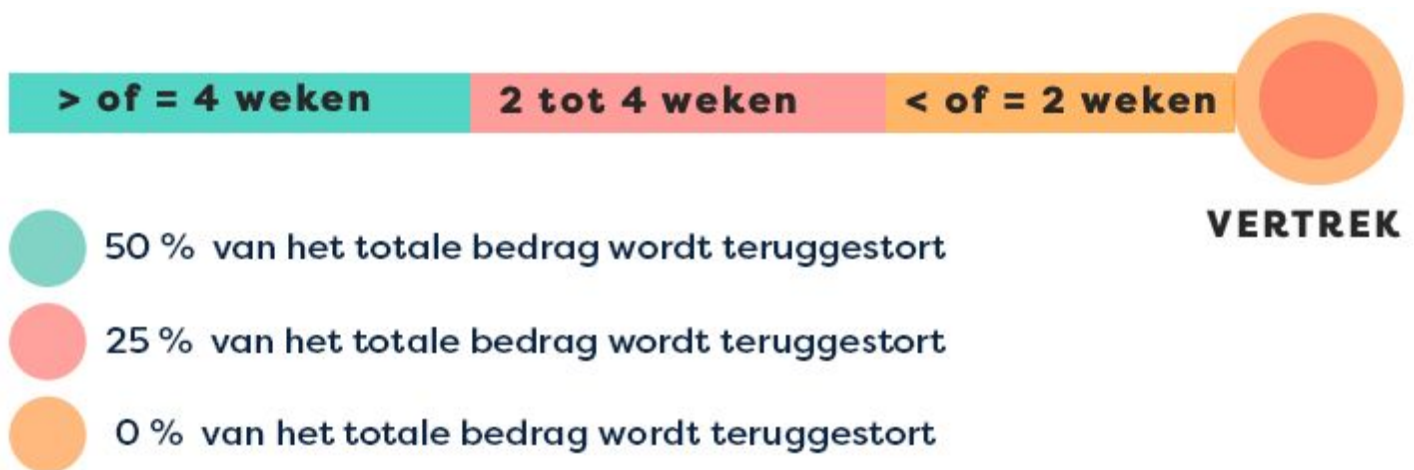 > of = 4 weken 2 tot 4 weken < of = 2 weken
VERTREK
50 % van het totale bedrag wordt teruggestort
25 % van het totale bedrag wordt teruggestort
0 % van het totale bedrag wordt teruggestort